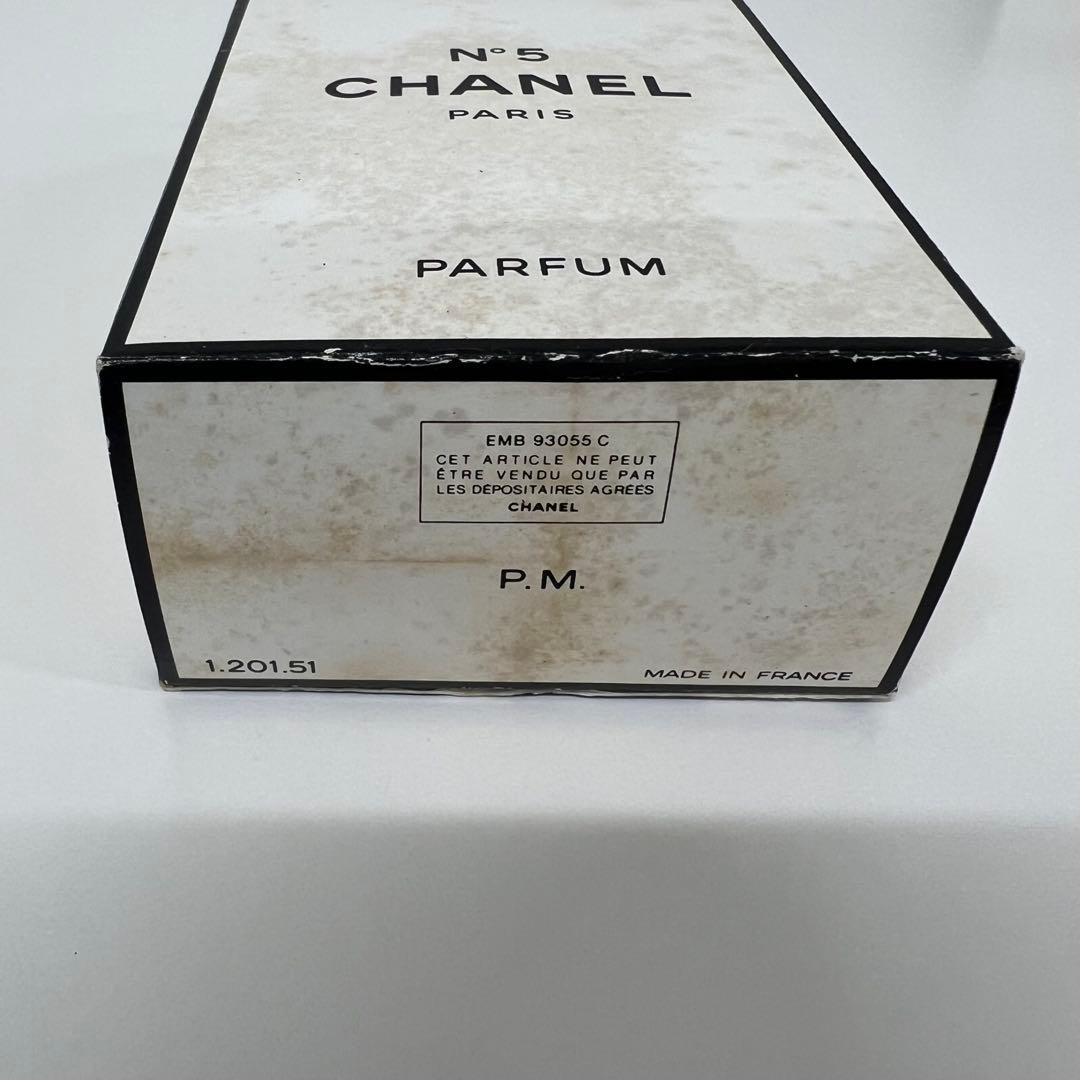 N°5
CHANEL
PARIS
PARFUM
EMB 93055 C
CET ARTICLE NE PEUT
ÊTRE VENDU QUE PAR
LES DÉPOSITAIRES AGRÉÉS
CHANEL
P.M.
1.201.51
MADE IN FRANCE